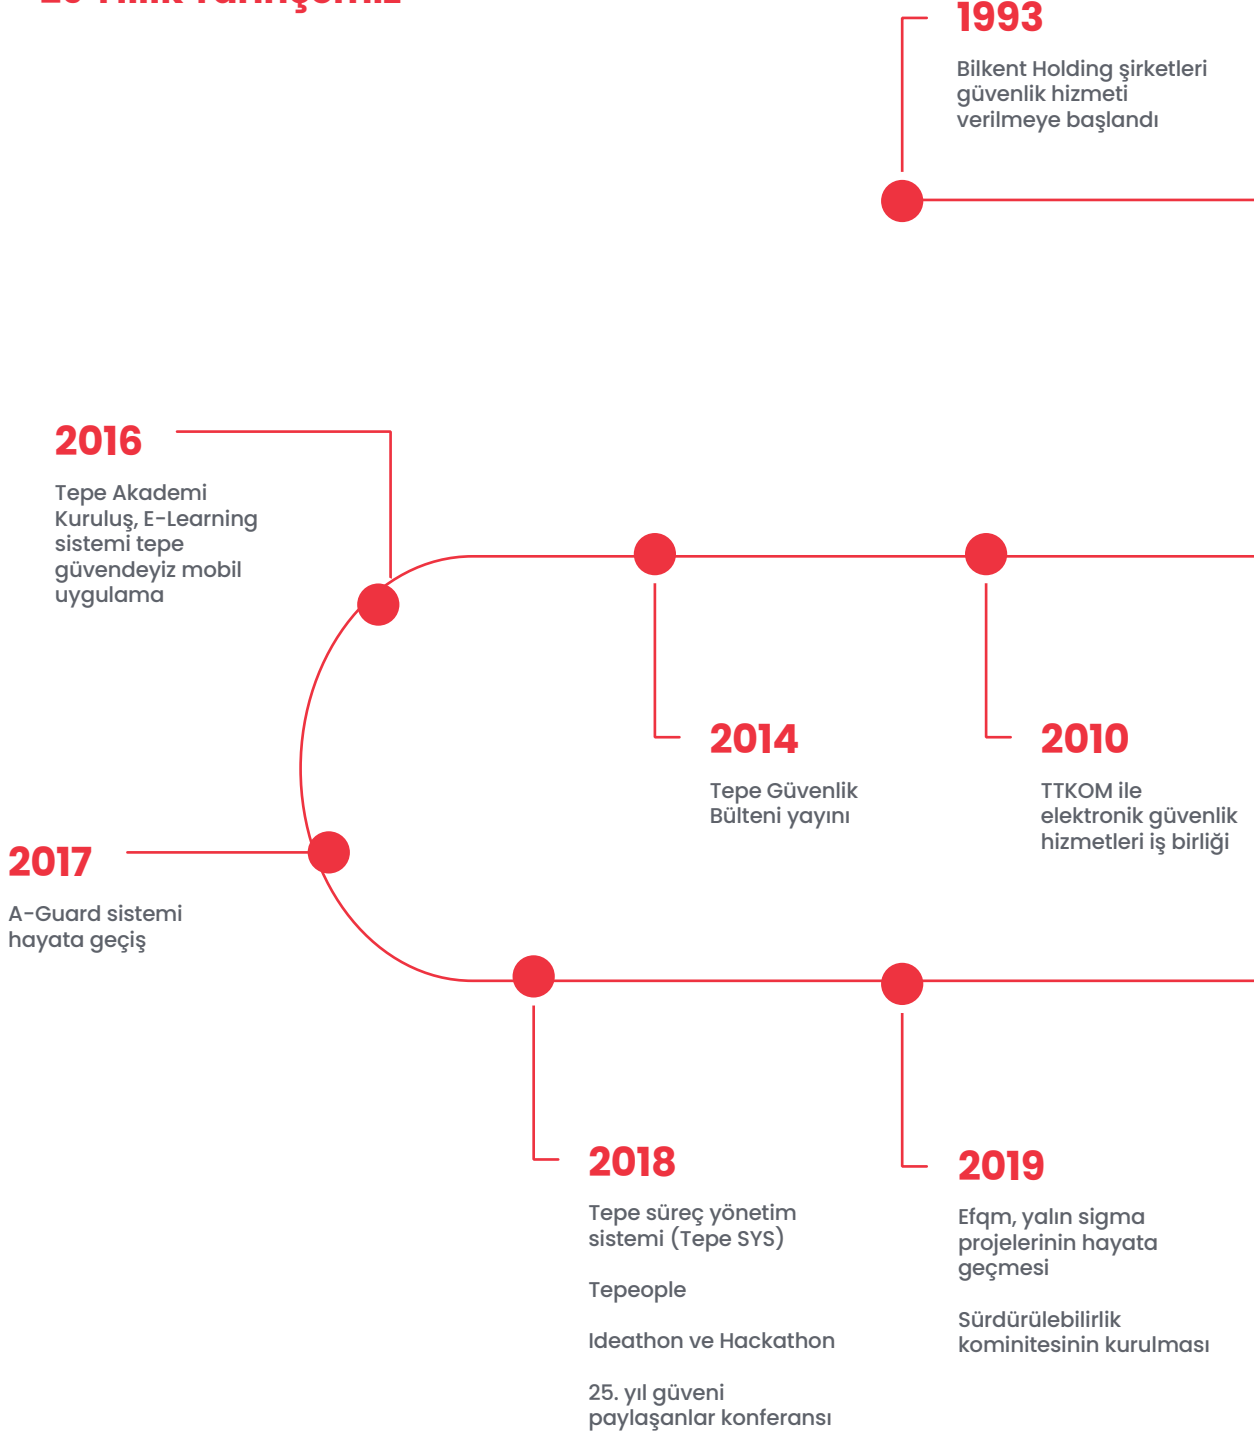 1993
Bilkent Holding şirketleri
güvenlik hizmeti
verilmeye başlandı
2016
Tepe Akademi
Kuruluş, E-Learning
sistemi tepe
güvendeyiz mobil
uygulama
2014
Tepe Güvenlik
Bülteni yayını
2010
TTKOM ile
elektronik güvenlik
hizmetleri iş birliği
2017
A-Guard sistemi
hayata geçiş
2018
Tepe süreç yönetim
sistemi (Tepe SYS)
Tepeople
Ideathon ve Hackathon
25. yıl güveni
paylaşanlar konferansı
2019
Efqm, yalın sigma
projelerinin hayata
geçmesi
Sürdürülebilirlik
kominitesinin kurulması